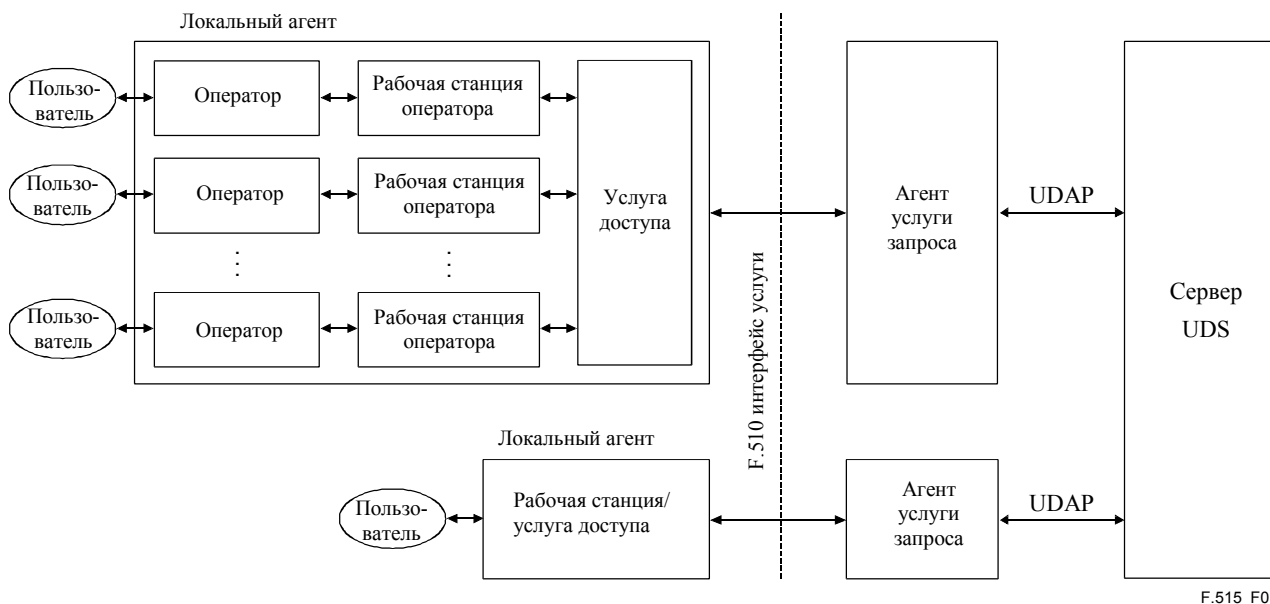 Локальный агент
Пользо-
ватель
Оператор
Рабочая станция
оператора
Пользо-
ватель
Оператор
Рабочая станция
оператора
Пользо-
ватель
Оператор
Рабочая станция
оператора
Услуга
доступа
F.510 интерфейс услуги
Агент
услуги
запроса
UDAP
Сервер
UDS
Локальный агент
Пользо-
ватель
Рабочая станция/
услуга доступа
Агент
услуги
запроса
UDAP
F.515_F0